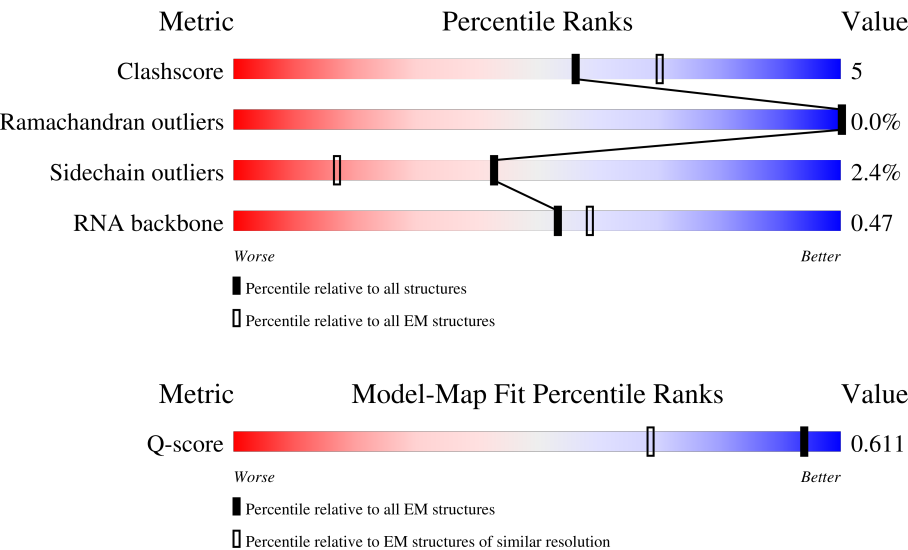 Metric Percentile Ranks Value
Clashscore 5
Ramachandran outliers 0.0%
Sidechain outliers 2.4%
RNA backbone 0.47
Worse Better
Percentile relative to all structures
Percentile relative to all EM structures
Metric Model-Map Fit Percentile Ranks Value
Q-score 0.611
Worse Better
Percentile relative to all EM structures
Percentile relative to EM structures of similar resolution